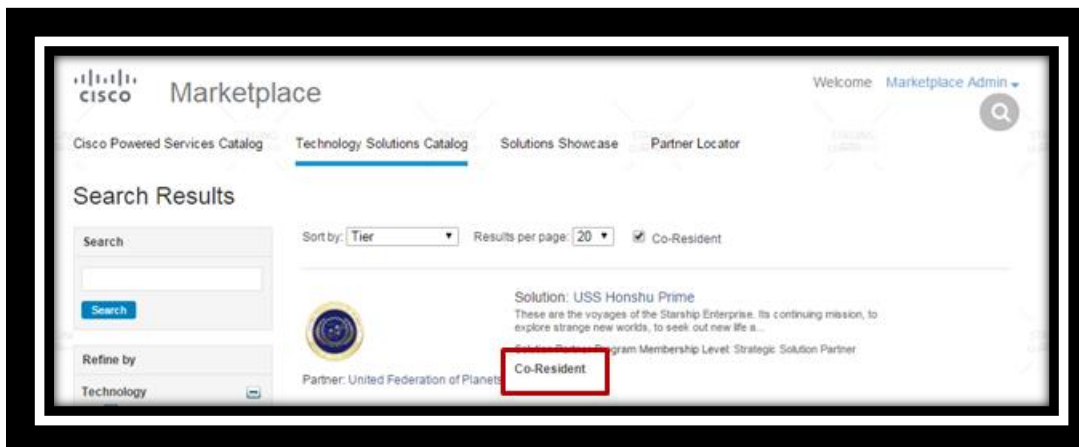 CISCO Marketplace
Welcome Marketplace Admin
Cisco Powered Services Catalog Technology Solutions Catalog Solutions Showcase Partner Locator
Search Results
Search
Sort by: Tier Results per page: 20 Co-Resident
Search
Solution: USS Honshu Prime
These are the voyages of the Starship Enterprise. Its continuing mission, to
explore strange new worlds, to seek out new life a...
Solution Partner Program Membership Level: Strategic Solution Partner
Co-Resident
Partner: United Federation of Planets
Refine by
Technology